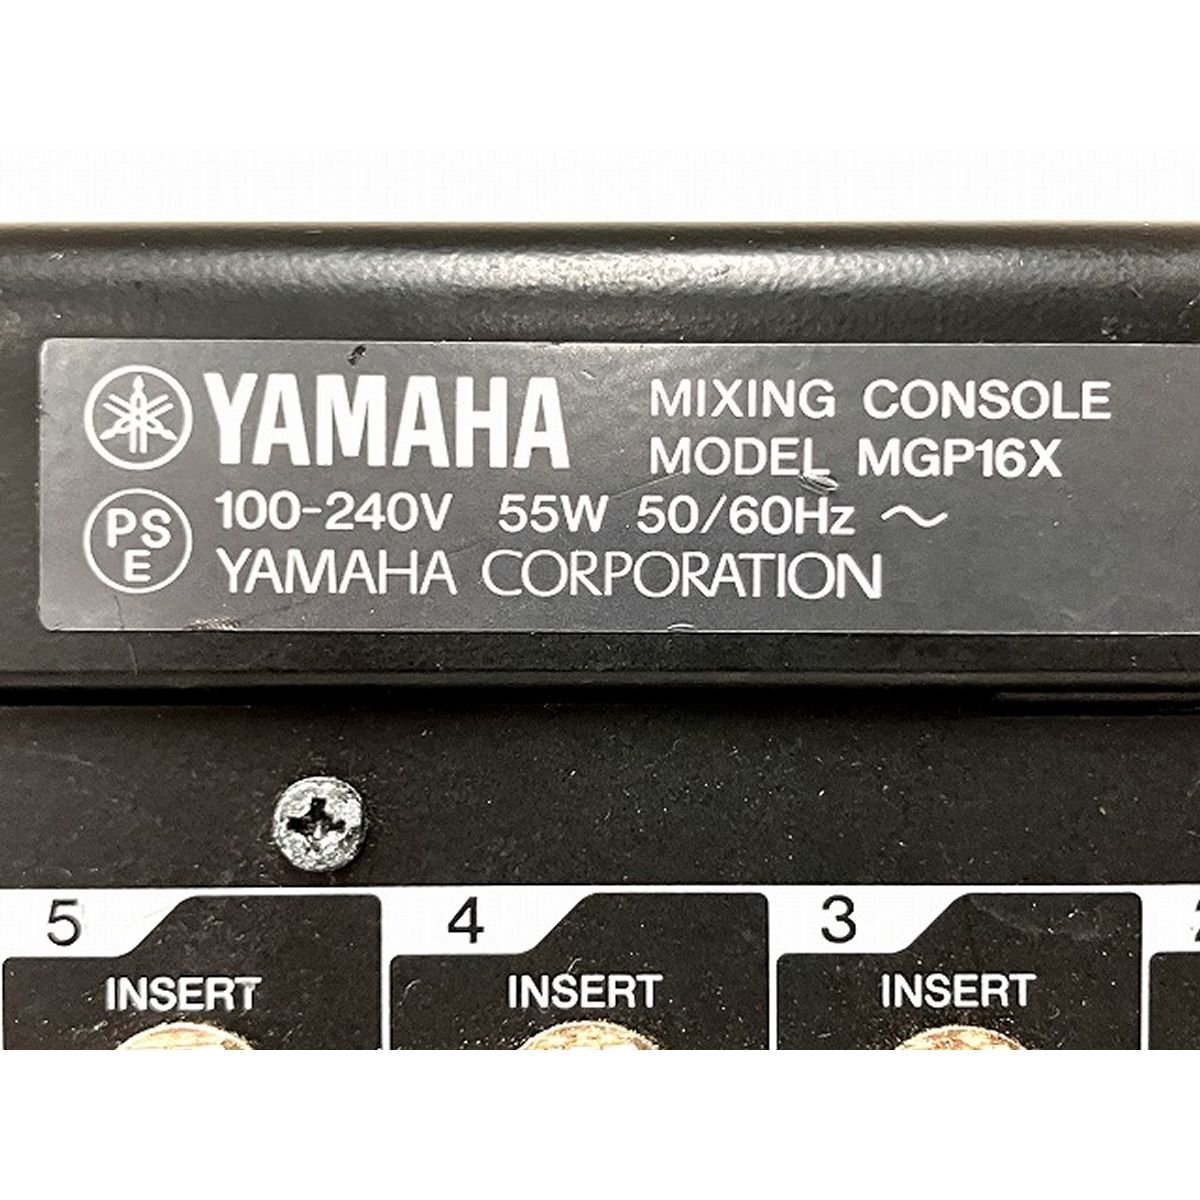 YAMAHA MIXING CONSOLE
MODEL MGP16X
PS
E
100-240V 55W 50/60Hz ~
YAMAHA CORPORATION
5 4 3
INSERT INSERT INSERT